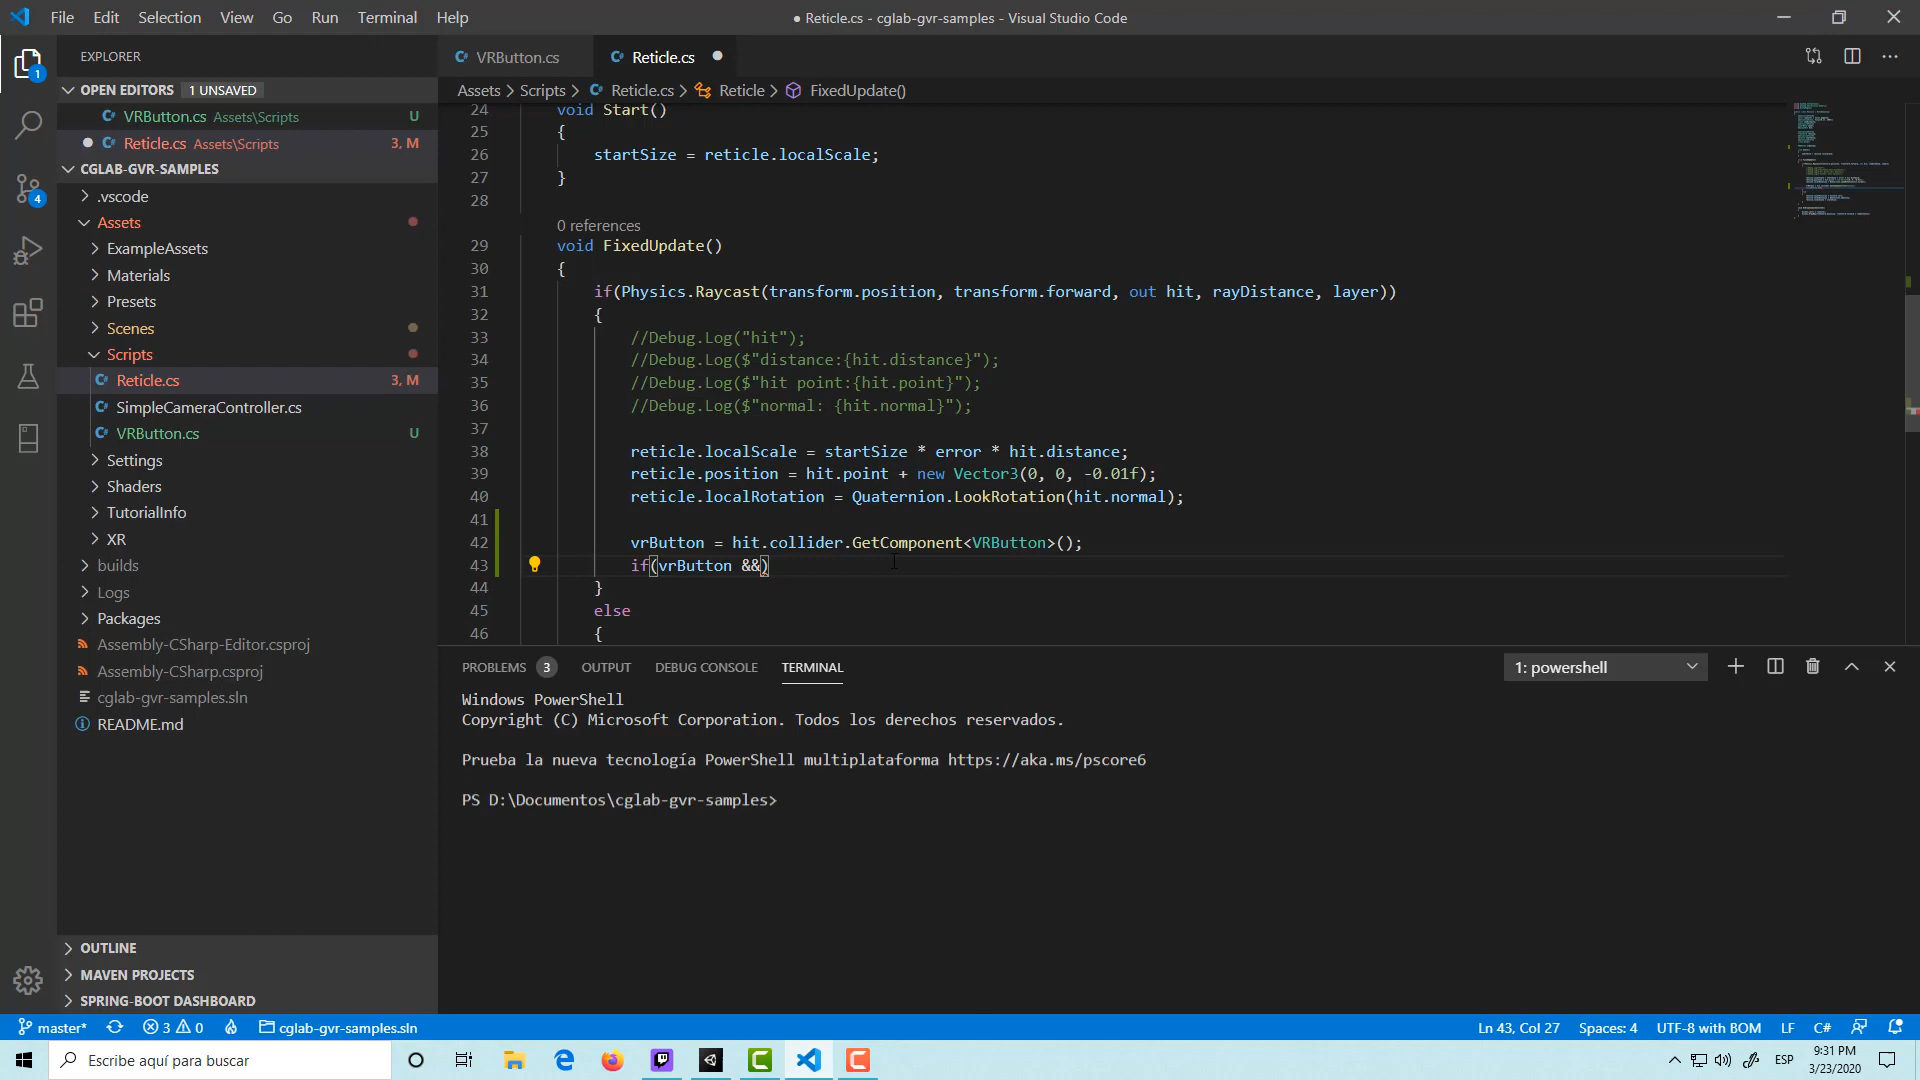 File Edit Selection View Go Run Terminal Help
● Reticle.cs - cglab-gvr-samples - Visual Studio Code
EXPLORER
OPEN EDITORS 1 UNSAVED
VRButton.cs Assets\Scripts U
Reticle.cs Assets\Scripts 3, M
CGLAB-GVR-SAMPLES
.vscode
Assets
ExampleAssets
Materials
Presets
Scenes
Scripts
Reticle.cs 3, M
SimpleCameraController.cs
VRButton.cs U
Settings
Shaders
TutorialInfo
XR
builds
Logs
Packages
Assembly-CSharp-Editor.csproj
Assembly-CSharp.csproj
cglab-gvr-samples.sln
README.md
OUTLINE
MAVEN PROJECTS
SPRING-BOOT DASHBOARD
1
4
VRButton.cs
Reticle.cs
Assets > Scripts > Reticle.cs > Reticle > FixedUpdate()
24 void Start()
25 {
26 startSize = reticle.localScale;
27 }
28
0 references
29 void FixedUpdate()
30 {
31 if(Physics.Raycast(transform.position, transform.forward, out hit, rayDistance, layer))
32 {
33 //Debug.Log("hit");
34 //Debug.Log($"distance:{hit.distance}");
35 //Debug.Log($"hit point:{hit.point}");
36 //Debug.Log($"normal: {hit.normal}");
37
38 reticle.localScale = startSize * error * hit.distance;
39 reticle.position = hit.point + new Vector3(0, 0, -0.01f);
40 reticle.localRotation = Quaternion.LookRotation(hit.normal);
41
42 vrButton = hit.collider.GetComponent<VRButton>();
43 if(vrButton &&)
44 }
45 else
46 {
PROBLEMS 3 OUTPUT DEBUG CONSOLE TERMINAL
1: powershell
Windows PowerShell
Copyright (C) Microsoft Corporation. Todos los derechos reservados.
Prueba la nueva tecnología PowerShell multiplataforma https://aka.ms/pscore6
PS D:\Documentos\cglab-gvr-samples>
master* 3 0 cglab-gvr-samples.sln
Ln 43, Col 27 Spaces: 4 UTF-8 with BOM LF C#
Escribe aquí para buscar
ESP
9:31 PM
3/23/2020